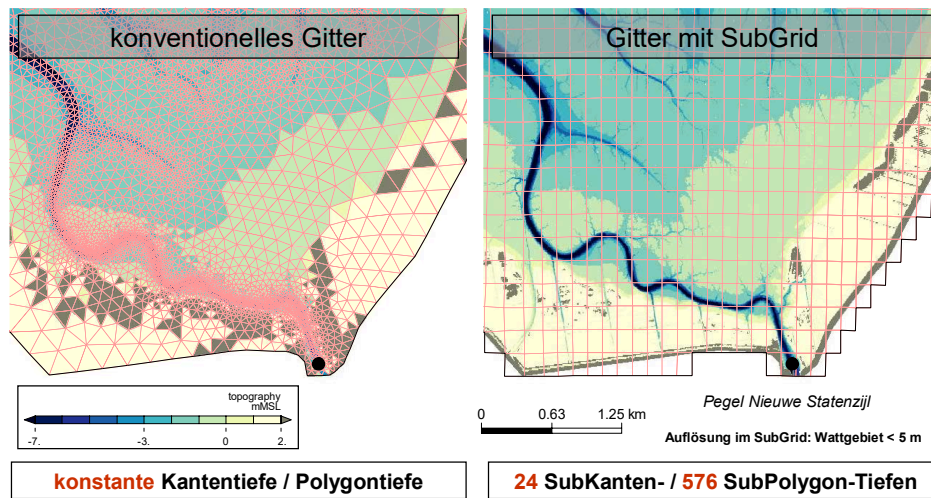 konventionelles Gitter
Gitter mit SubGrid
topography
mMSL
-7. -3. 0 2.
0 0.63 1.25 km
Pegel Nieuwe Statenzijl
Auflösung im SubGrid: Wattgebiet < 5 m
konstante Kantentiefe / Polygontiefe
24 SubKanten- / 576 SubPolygon-Tiefen